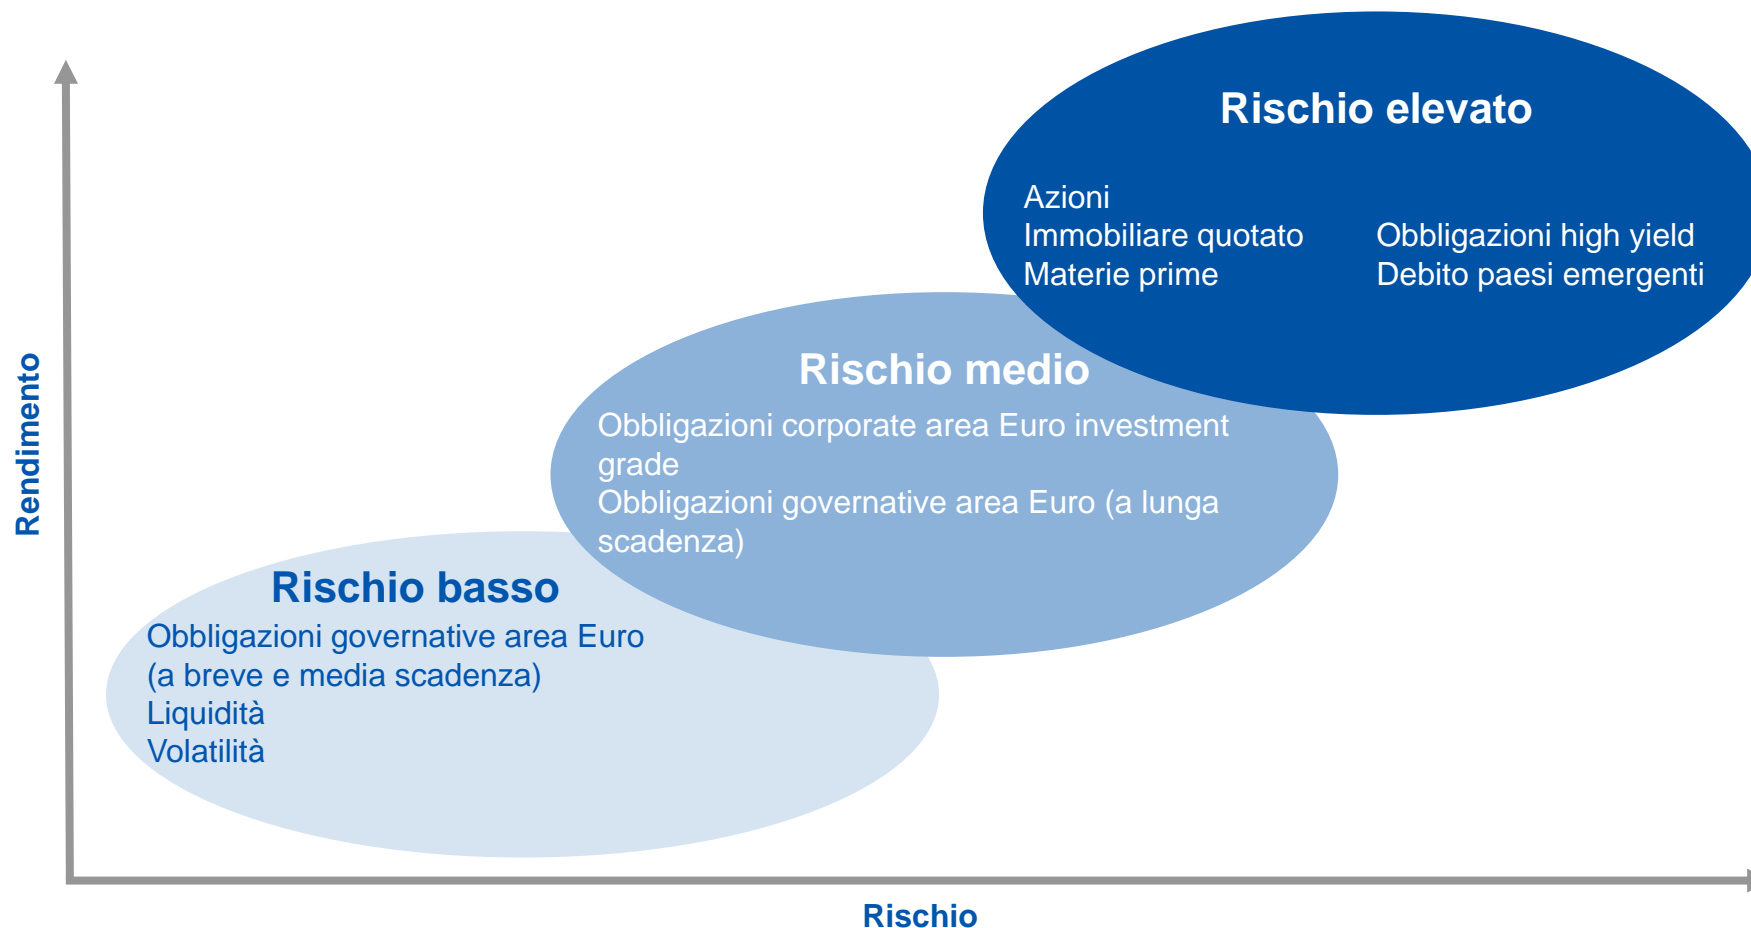 Rischio elevato
Azioni
Immobiliare quotato
Materie prime
Obbligazioni high yield
Debito paesi emergenti
Rischio medio
Obbligazioni corporate area Euro investment
grade
Obbligazioni governative area Euro (a lunga
scadenza)
Rischio basso
Obbligazioni governative area Euro
(a breve e media scadenza)
Liquidità
Volatilità
Rendimento
Rischio